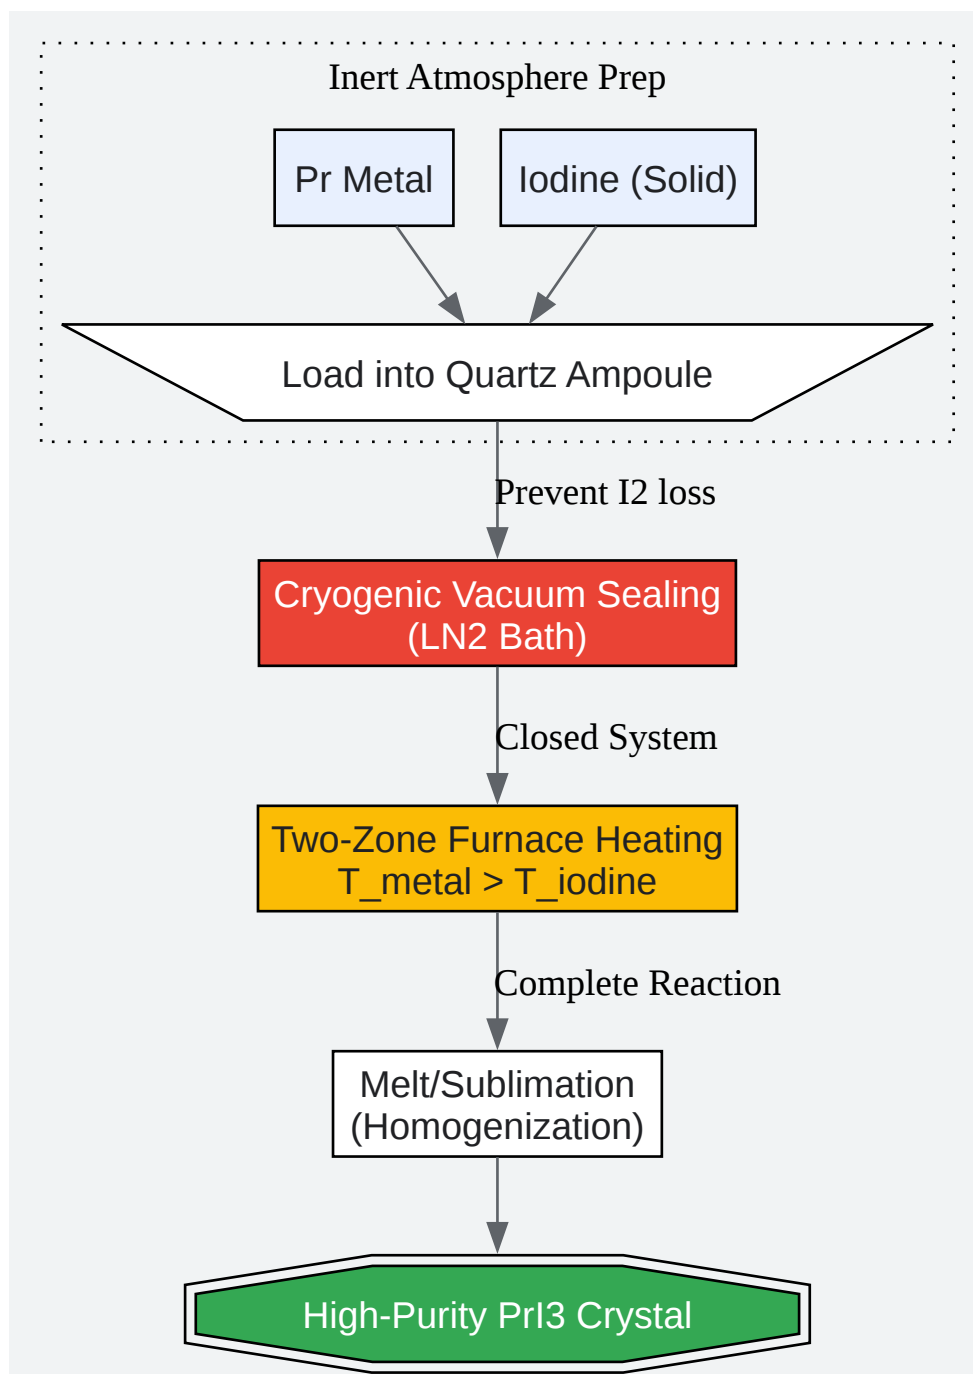 Inert Atmosphere Prep
Pr Metal
Iodine (Solid)
Load into Quartz Ampoule
Prevent I2 loss
Cryogenic Vacuum Sealing
(LN2 Bath)
Closed System
Two-Zone Furnace Heating
T_metal > T_iodine
Complete Reaction
Melt/Sublimation
(Homogenization)
High-Purity PrI3 Crystal